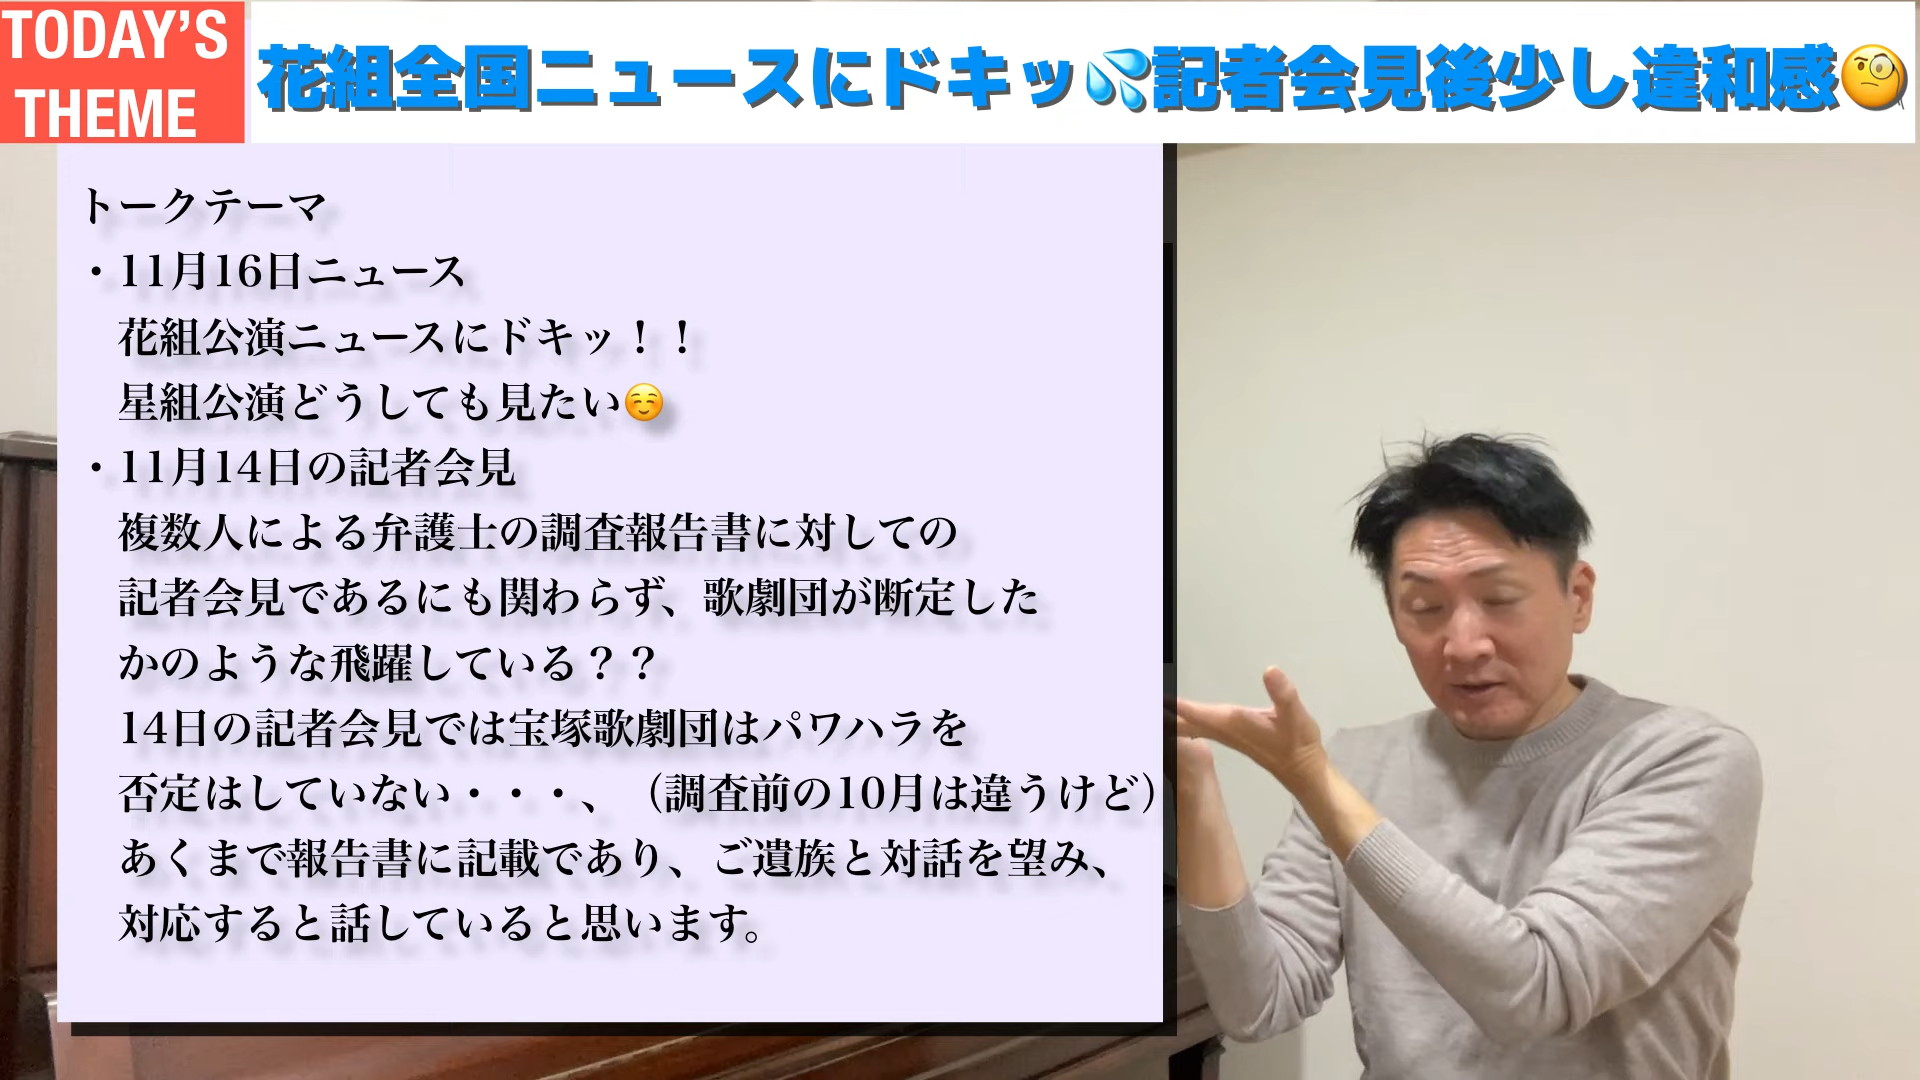 TODAY'S
THEME
花組全国ニュースにドキッ💦記者会見後少し違和感🧐
トークテーマ
・11月16日ニュース
花組公演ニュースにドキッ！！
星組公演どうしても見たい☺️
・11月14日の記者会見
複数人による弁護士の調査報告書に対しての
記者会見であるにも関わらず、歌劇団が断定した
かのような飛躍している？？
14日の記者会見では宝塚歌劇団はパワハラを
否定はしていない・・・、（調査前の10月は違うけど）
あくまで報告書に記載であり、ご遺族と対話を望み、
対応すると話していると思います。